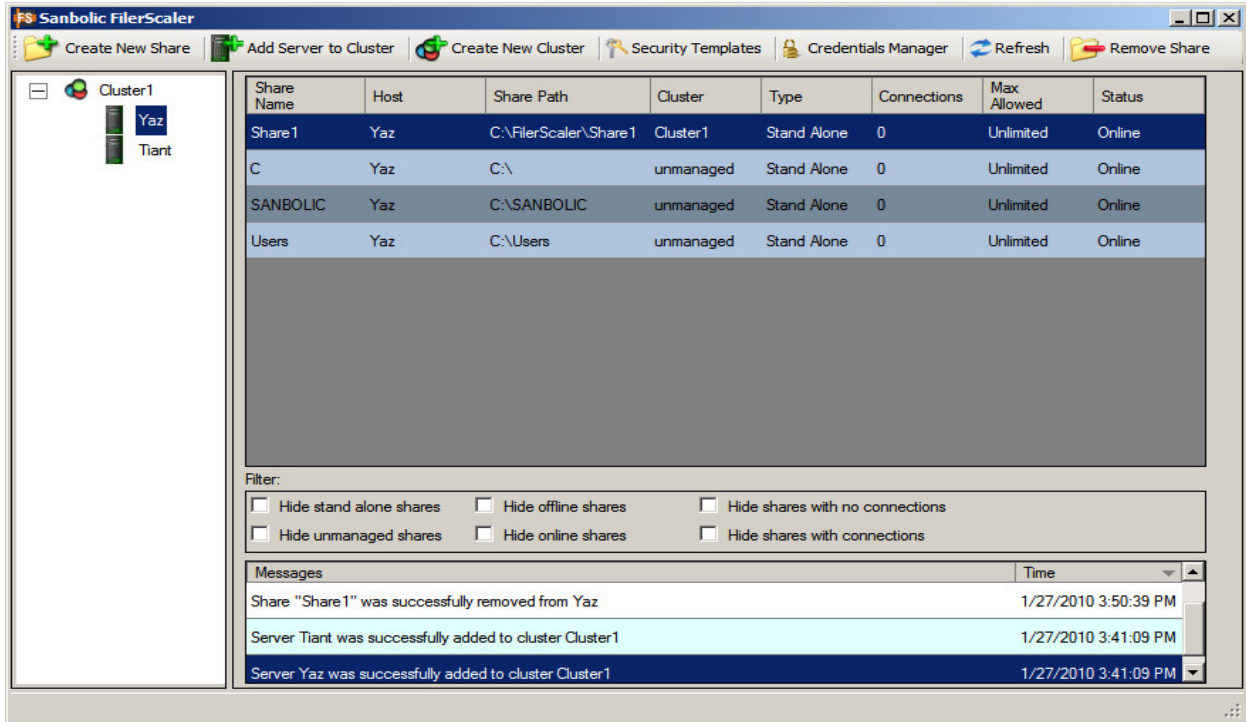 FS Sanbolic FilerScaler
Create New Share Add Server to Cluster Create New Cluster Security Templates Credentials Manager Refresh Remove Share
Cluster1
Yaz
Tiant
Share Name Host Share Path Cluster Type Connections Max Allowed Status
Share1 Yaz C:\FilerScaler\Share1 Cluster1 Stand Alone 0 Unlimited Online
C Yaz C:\ unmanaged Stand Alone 0 Unlimited Online
SANBOLIC Yaz C:\SANBOLIC unmanaged Stand Alone 0 Unlimited Online
Users Yaz C:\Users unmanaged Stand Alone 0 Unlimited Online
Filter:
Hide stand alone shares Hide offline shares Hide shares with no connections
Hide unmanaged shares Hide online shares Hide shares with connections
Messages Time
Share "Share1" was successfully removed from Yaz 1/27/2010 3:50:39 PM
Server Tiant was successfully added to cluster Cluster1 1/27/2010 3:41:09 PM
Server Yaz was successfully added to cluster Cluster1 1/27/2010 3:41:09 PM